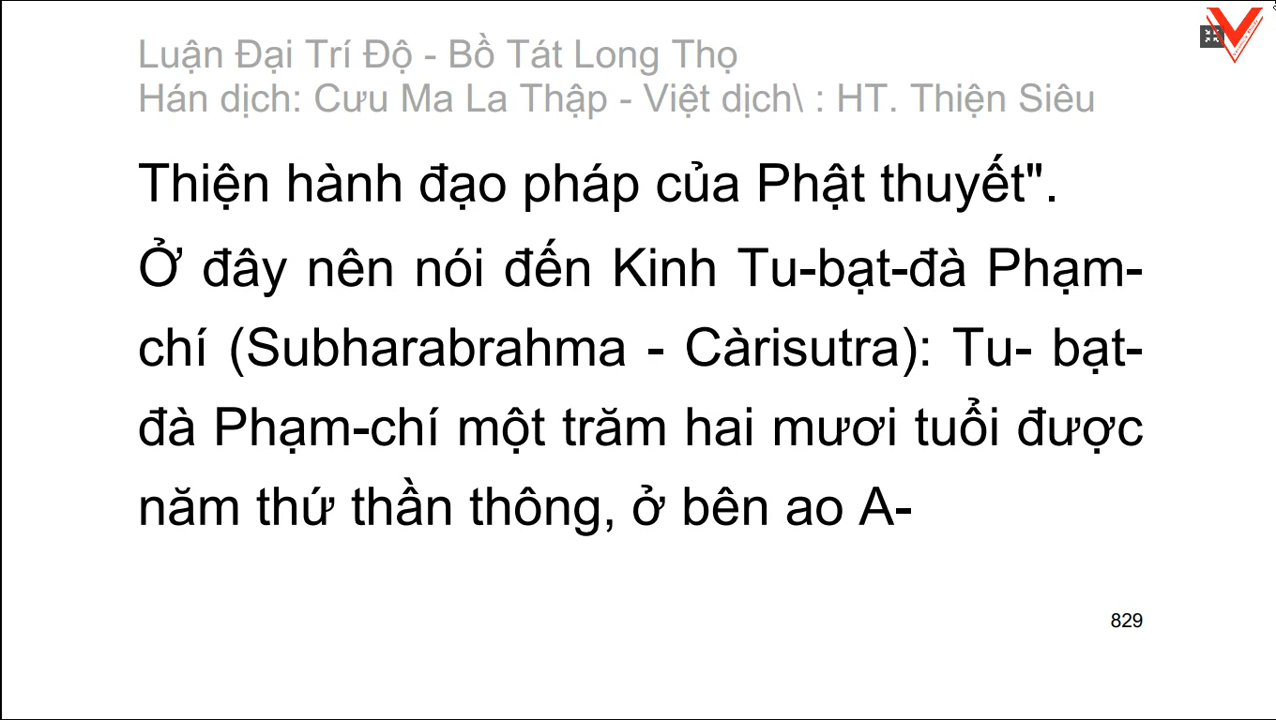 Luận Đại Trí Độ - Bồ Tát Long Thọ
Hán dịch: Cưu Ma La Thập - Việt dịch\ : HT. Thiện Siêu
Thiện hành đạo pháp của Phật thuyết".
Ở đây nên nói đến Kinh Tu-bạt-đà Phạm-
chí (Subharabrahma - Càrisutra): Tu- bạt-
đà Phạm-chí một trăm hai mươi tuổi được
năm thứ thần thông, ở bên ao A-
829